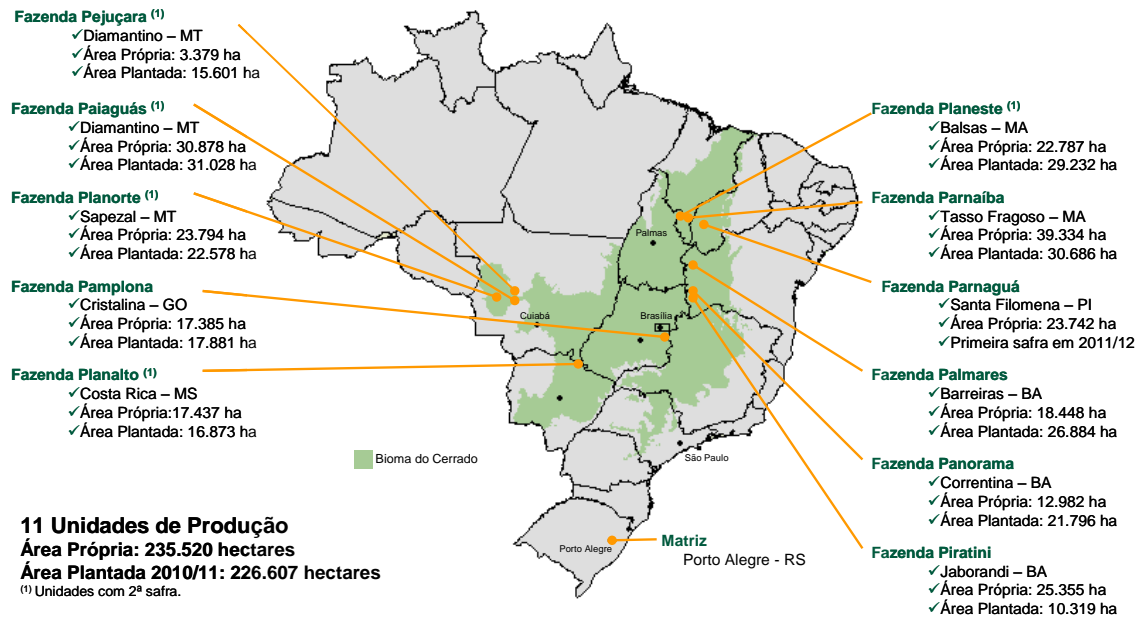 Fazenda Pejuçara (1)
✓Diamantino – MT
✓Área Própria: 3.379 ha
✓Área Plantada: 15.601 ha
Fazenda Paiaguás (1)
✓Diamantino – MT
✓Área Própria: 30.878 ha
✓Área Plantada: 31.028 ha
Fazenda Planorte (1)
✓Sapezal – MT
✓Área Própria: 23.794 ha
✓Área Plantada: 22.578 ha
Fazenda Pamplona
✓Cristalina – GO
✓Área Própria: 17.385 ha
✓Área Plantada: 17.881 ha
Fazenda Planalto (1)
✓Costa Rica – MS
✓Área Própria:17.437 ha
✓Área Plantada: 16.873 ha
11 Unidades de Produção
Área Própria: 235.520 hectares
Área Plantada 2010/11: 226.607 hectares
(1) Unidades com 2ª safra.
Palmas
Cuiabá
Brasília
São Paulo
Porto Alegre
Bioma do Cerrado
Matriz
Porto Alegre - RS
Fazenda Planeste (1)
✓Balsas – MA
✓Área Própria: 22.787 ha
✓Área Plantada: 29.232 ha
Fazenda Parnaíba
✓Tasso Fragoso – MA
✓Área Própria: 39.334 ha
✓Área Plantada: 30.686 ha
Fazenda Parnaguá
✓Santa Filomena – PI
✓Área Própria: 23.742 ha
✓Primeira safra em 2011/12
Fazenda Palmares
✓Barreiras – BA
✓Área Própria: 18.448 ha
✓Área Plantada: 26.884 ha
Fazenda Panorama
✓Correntina – BA
✓Área Própria: 12.982 ha
✓Área Plantada: 21.796 ha
Fazenda Piratini
✓Jaborandi – BA
✓Área Própria: 25.355 ha
✓Área Plantada: 10.319 ha